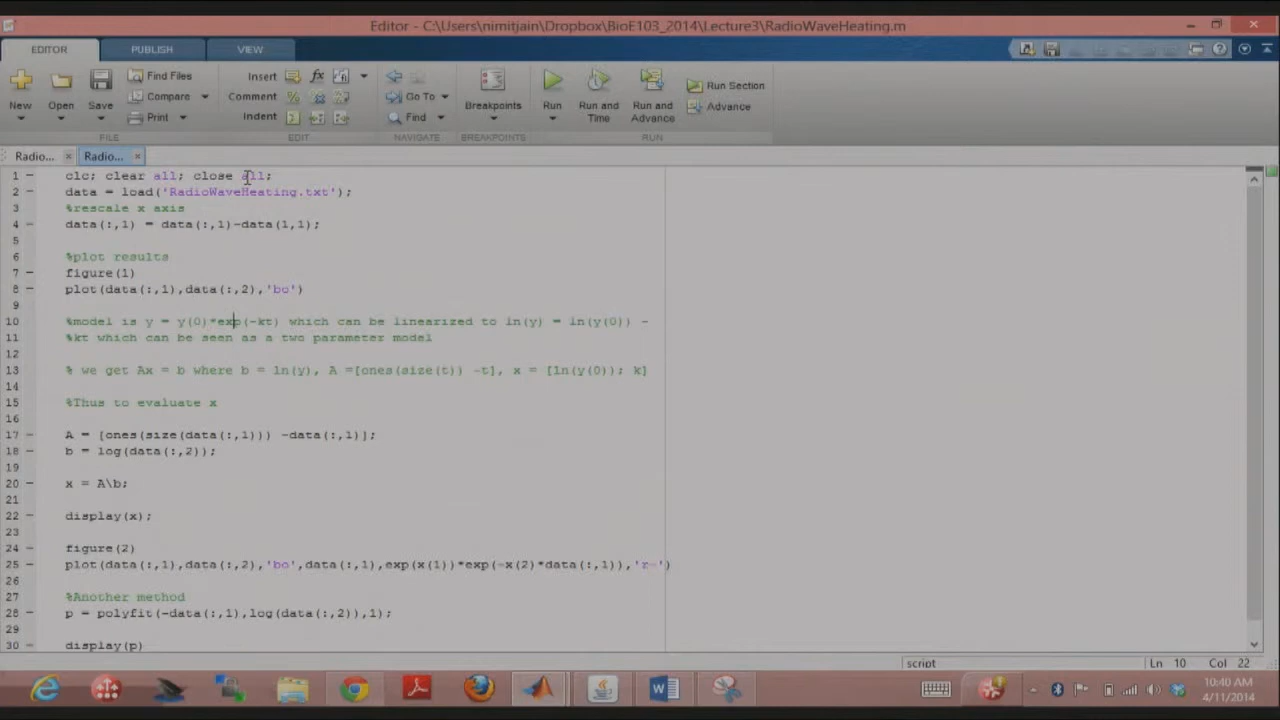 Editor - C:\Users\nimitjain\Dropbox\BioE103_2014\Lecture3\RadioWaveHeating.m
EDITOR PUBLISH VIEW
Find Files Insert fx Run Section
Compare Comment Go To Advance
New Open Save Print Indent Find Breakpoints Run Run and Time Run and Advance
FILE EDIT NAVIGATE BREAKPOINTS RUN
Radio... × Radio... ×
1 – clc; clear all; close all;
2 – data = load('RadioWaveHeating.txt');
3 %rescale x axis
4 – data(:,1) = data(:,1)-data(1,1);
5
6 %plot results
7 – figure(1)
8 – plot(data(:,1),data(:,2),'bo')
9
10 %model is y = y(0)*exp(-kt) which can be linearized to ln(y) = ln(y(0)) -
11 %kt which can be seen as a two parameter model
12
13 % we get Ax = b where b = ln(y), A =[ones(size(t)) -t], x = [ln(y(0)); k]
14
15 %Thus to evaluate x
16
17 – A = [ones(size(data(:,1))) -data(:,1)];
18 – b = log(data(:,2));
19
20 – x = A\b;
21
22 – display(x);
23
24 – figure(2)
25 – plot(data(:,1),data(:,2),'bo',data(:,1),exp(x(1))*exp(-x(2)*data(:,1)),'r-')
26
27 %Another method
28 – p = polyfit(-data(:,1),log(data(:,2)),1);
29
30 – display(p)
script Ln 10 Col 22
10:40 AM
4/11/2014